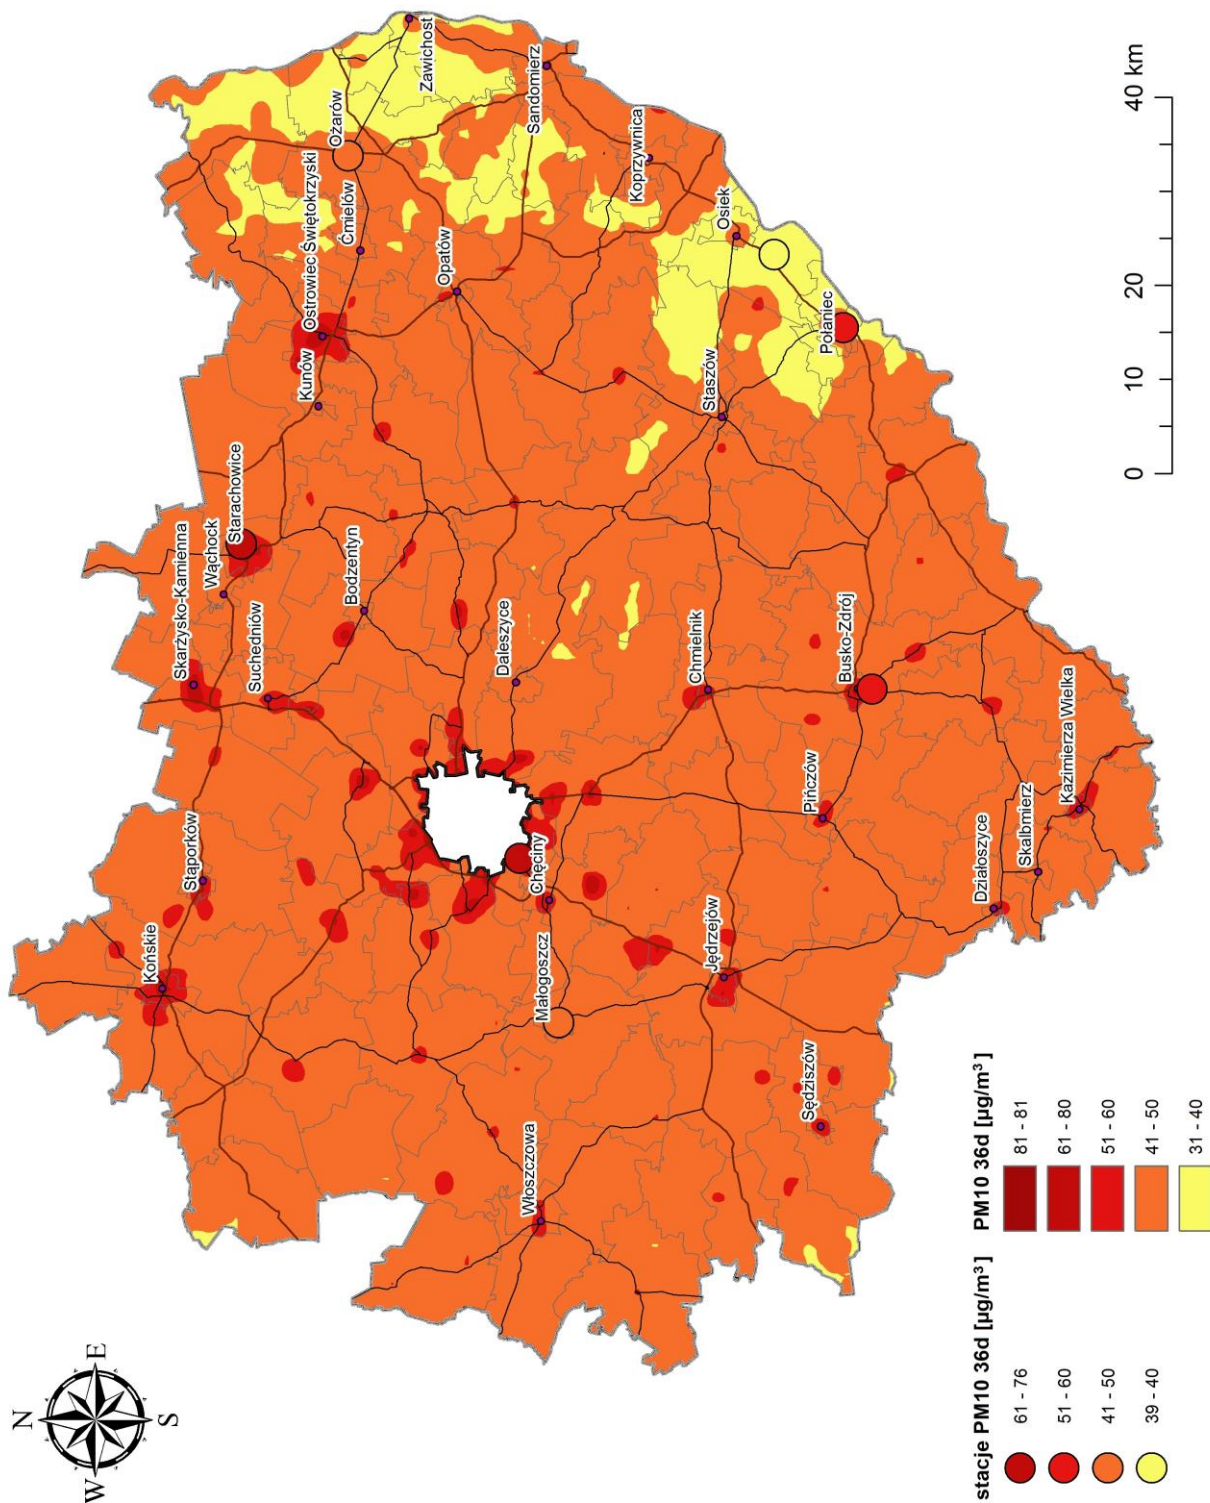 N
W
E
S
Końskie
Stąporków
Skarżysko-Kamienna
Wąchock
Starachowice
Suchedniów
Bodzentyn
Kunów
Ostrowiec Świętokrzyski
Ćmielów
Ożarów
Zawichost
Opatów
Sandomierz
Koprzywnica
Osiek
Połaniec
Staszów
Daleszyce
Chęciny
Małogoszcz
Włoszczowa
Jędrzejów
Sędziszów
Chmielnik
Busko-Zdrój
Pińczów
Działoszyce
Skalbmierz
Kazimierza Wielka
stacje PM10 36d [µg/m³]
61 - 76
51 - 60
41 - 50
39 - 40
PM10 36d [µg/m³]
81 - 81
61 - 80
51 - 60
41 - 50
31 - 40
0 10 20 40 km